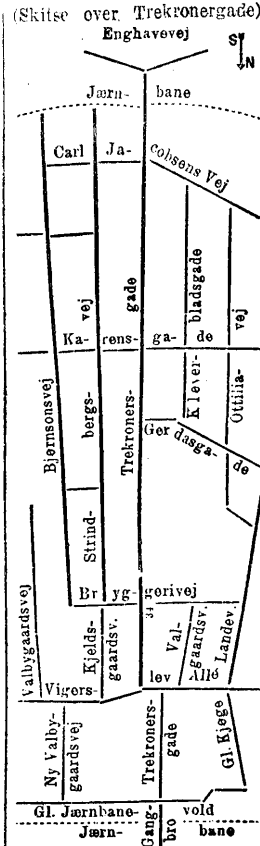 (Skitse over Trekronergade)
Enghavevej
S
N
Jærn- bane
Carl Ja- cobsens Vej
Bjørnsonsvej
Strind- bergs- vej
Trekroners- gade
Klever- bladsgade
Ottilia- vej
Ka- rens- ga- de
Ger dasga- de
Br yg- gerivej
34
Valbygaardsvej
Kjelds- gaardsv.
Val- gaardsv.
Landev.
Vigers- lev Allé
Ny Valby- gaardsvej
Trekroners- gade
Gl. Kjøge
Gl. Jærnbane- vold
Jærn- bane
Gang- bro